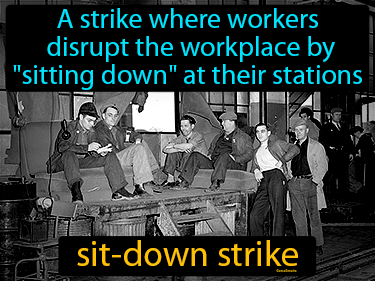 A strike where workers
disrupt the workplace by
"sitting down" at their stations
sit-down strike